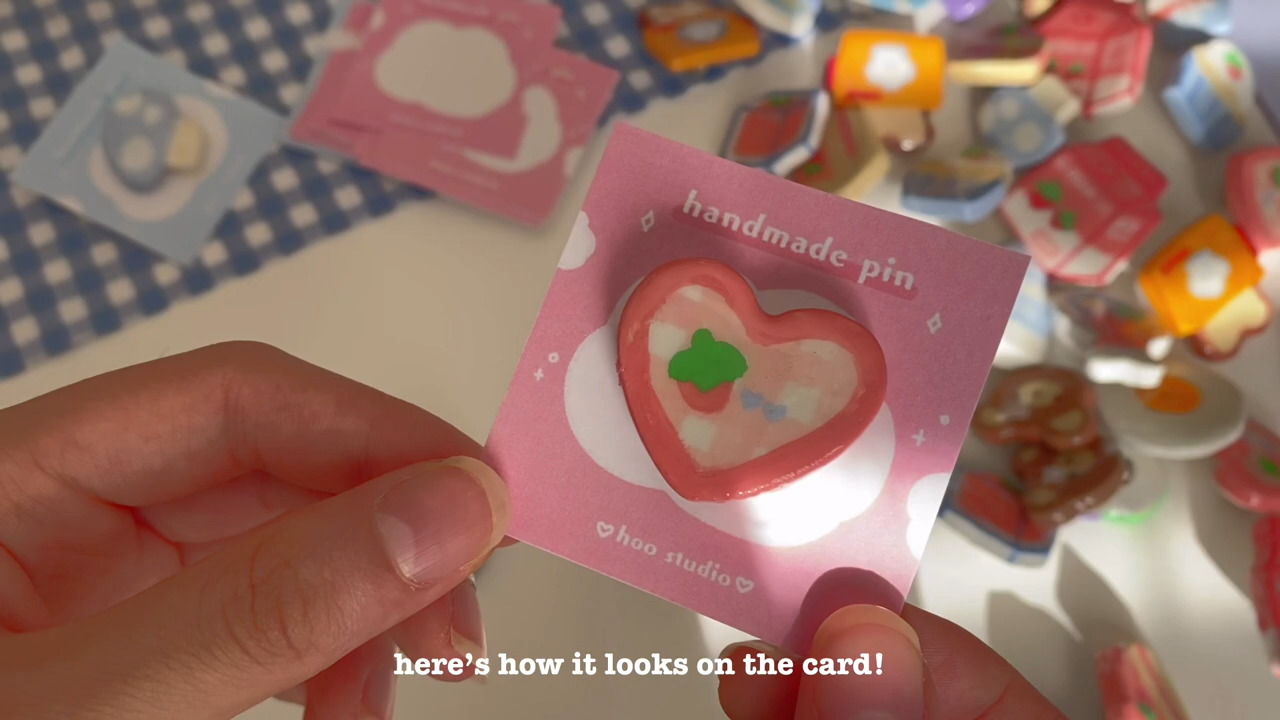 handmade pin
♡hoo studio♡
here's how it looks on the card!